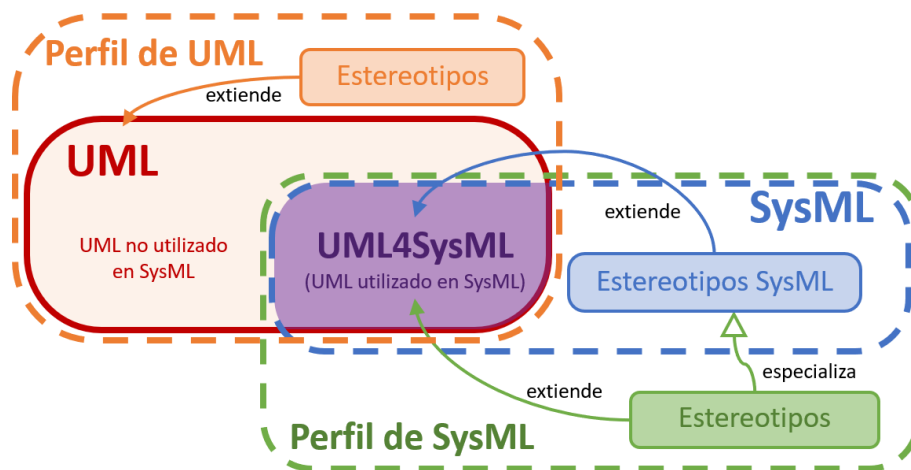 Perfil de UML
Estereotipos
extiende
UML
UML no utilizado
en SysML
UML4SysML
(UML utilizado en SysML)
extiende
SysML
Estereotipos SysML
especializa
extiende
Estereotipos
Perfil de SysML